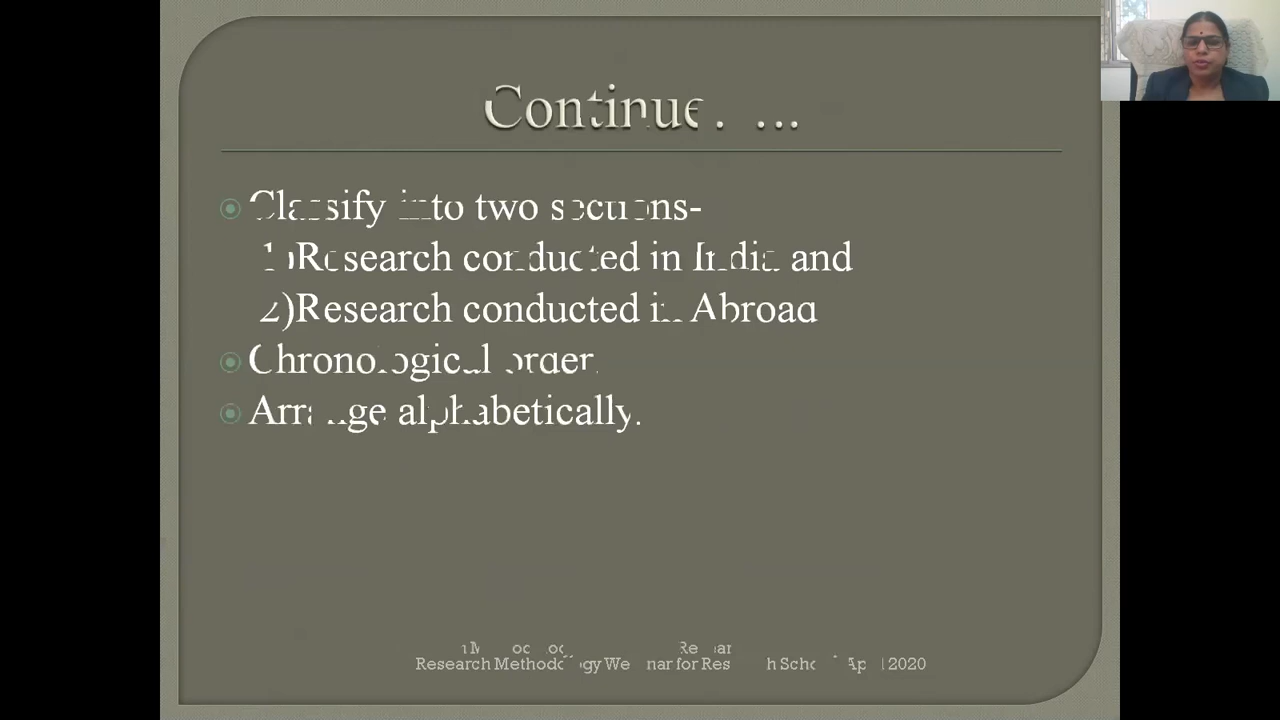 Continue. ...
Classify into two sections-
1)Research conducted in India and
2)Research conducted in Abroad
Chronological order.
Arrange alphabetically.
Research Methodology Webinar for Research Scho April 2020